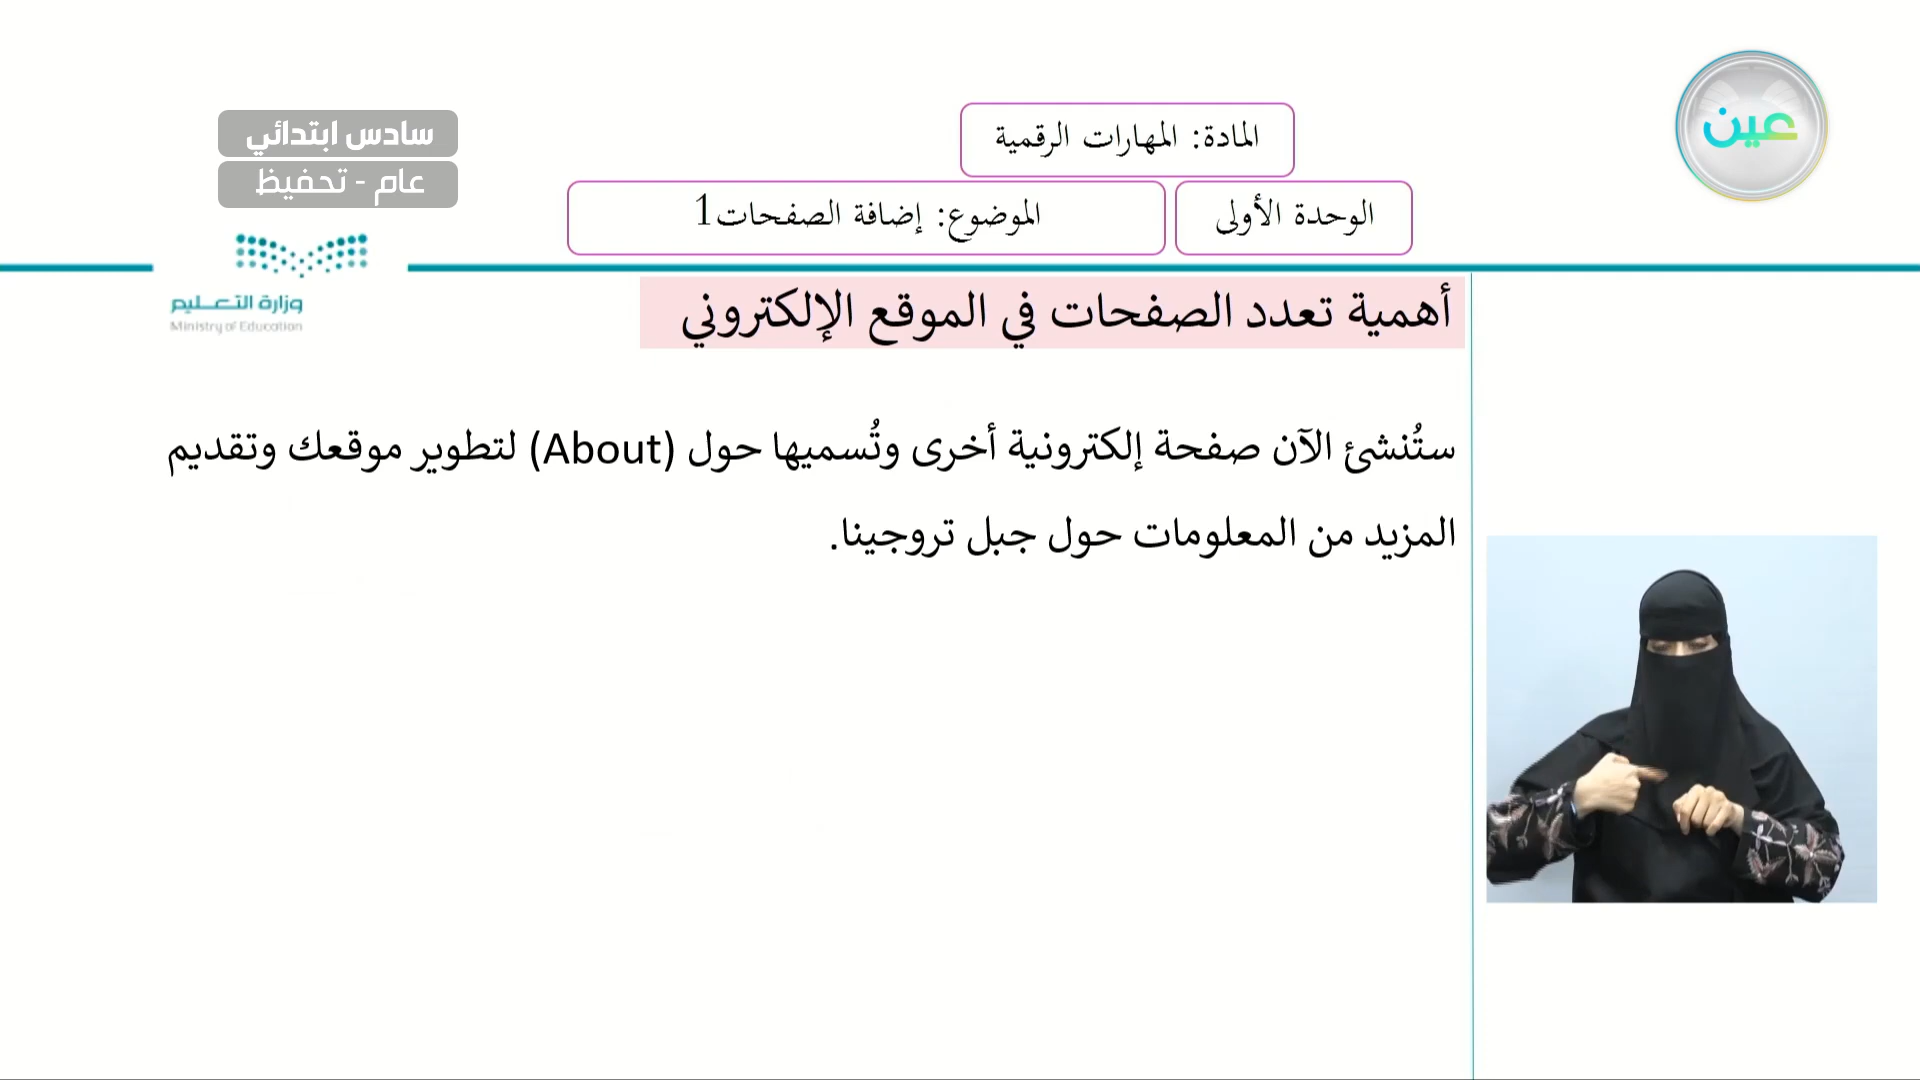 عين
المادة: المهارات الرقمية
سادس ابتدائي
عام - تحفيظ
الوحدة الأولى
الموضوع: إضافة الصفحات1
وزارة التعليم
Ministry of Education
أهمية تعدد الصفحات في الموقع الإلكتروني
ستُنشئ الآن صفحة إلكترونية أخرى وتُسميها حول (About) لتطوير موقعك وتقديم
المزيد من المعلومات حول جبل تروجينا.